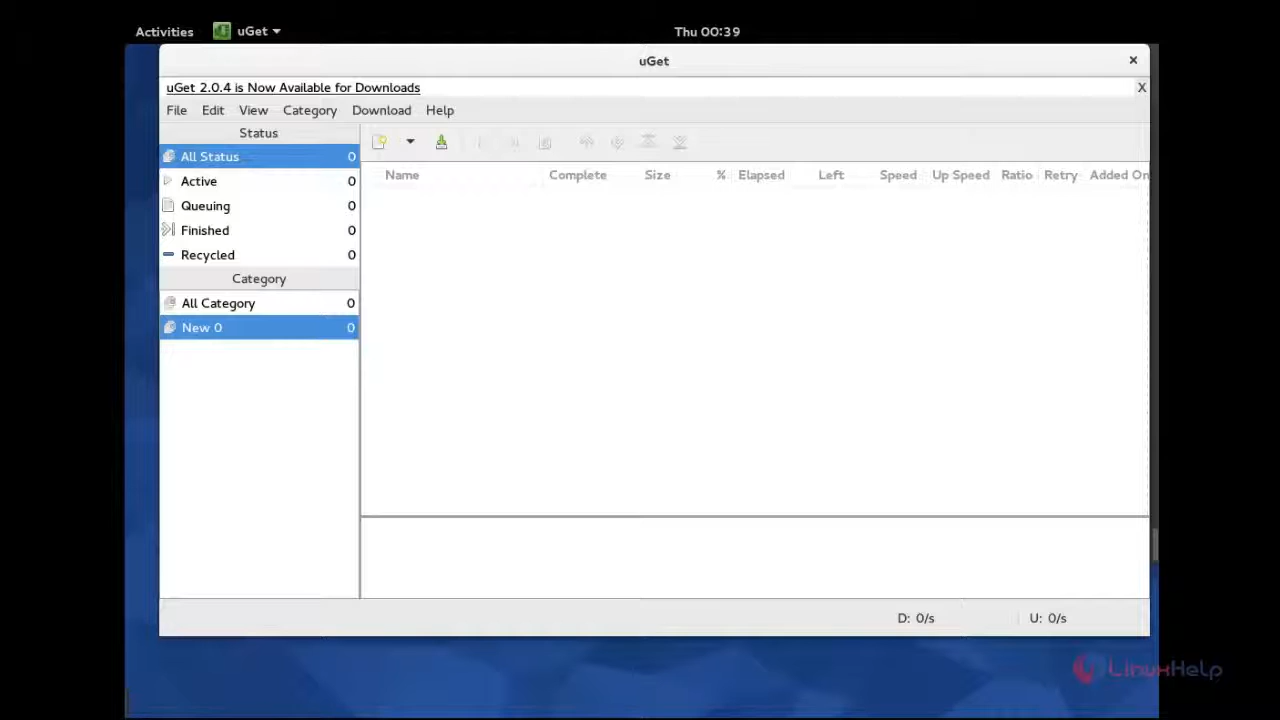 Activities uGet Thu 00:39
uGet
uGet 2.0.4 is Now Available for Downloads X
File Edit View Category Download Help
Status
All Status 0
Active 0
Queuing 0
Finished 0
Recycled 0
Category
All Category 0
New 0 0
Name Complete Size % Elapsed Left Speed Up Speed Ratio Retry Added On
D: 0/s U: 0/s
LinuxHelp